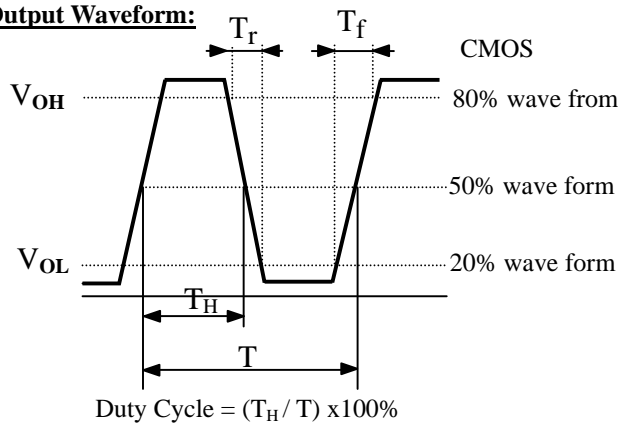 Output Waveform:
Tr Tf
CMOS
VOH
80% wave from
50% wave form
VOL
20% wave form
TH
T
Duty Cycle = (TH / T) x100%